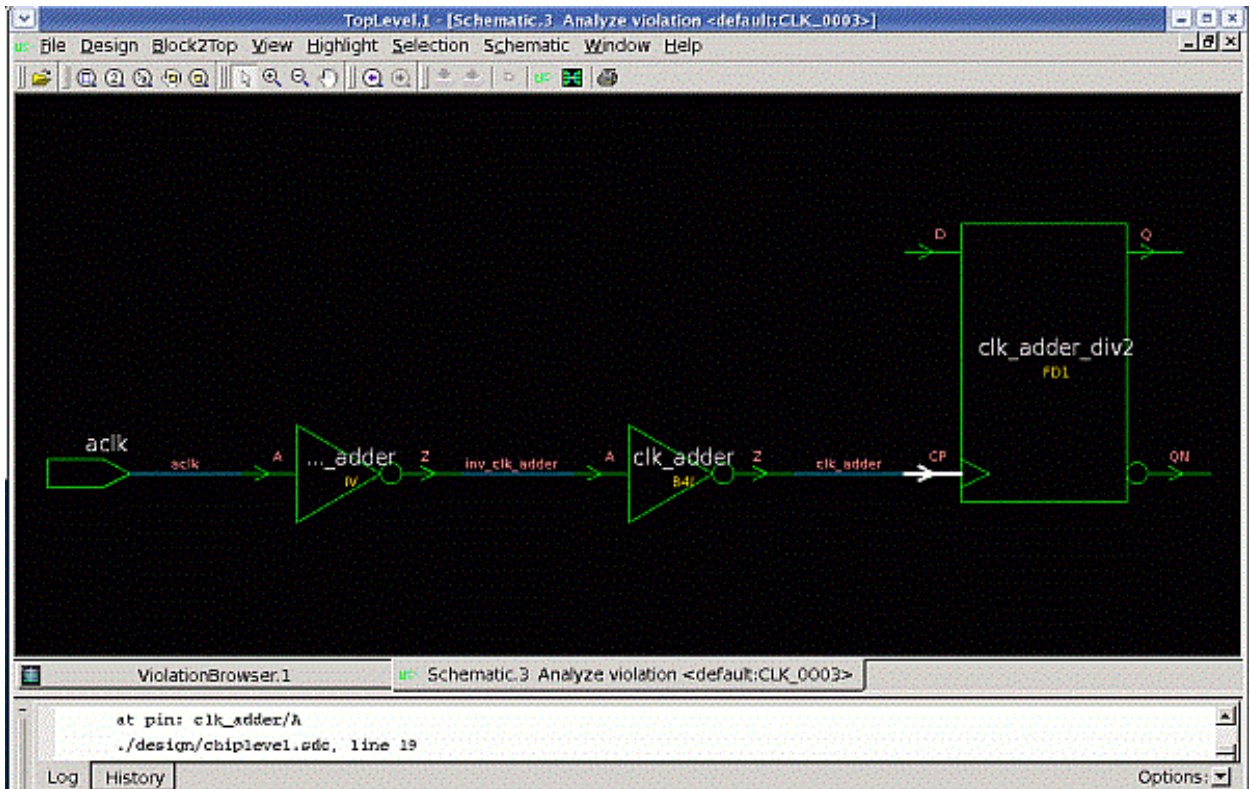 TopLevel.1 - [Schematic.3 Analyze violation <default:CLK_0003>]
File Design Block2Top View Highlight Selection Schematic Window Help
D Q
clk_adder_div2
FD1
aclk
aclk A ..._adder Z inv_clk_adder A clk_adder Z clk_adder CP QN
IV
ViolationBrowser.1 Schematic.3 Analyze violation <default:CLK_0003>
at pin: clk_adder/A
./design/chiplevel.sdc, line 19
Log History Options: